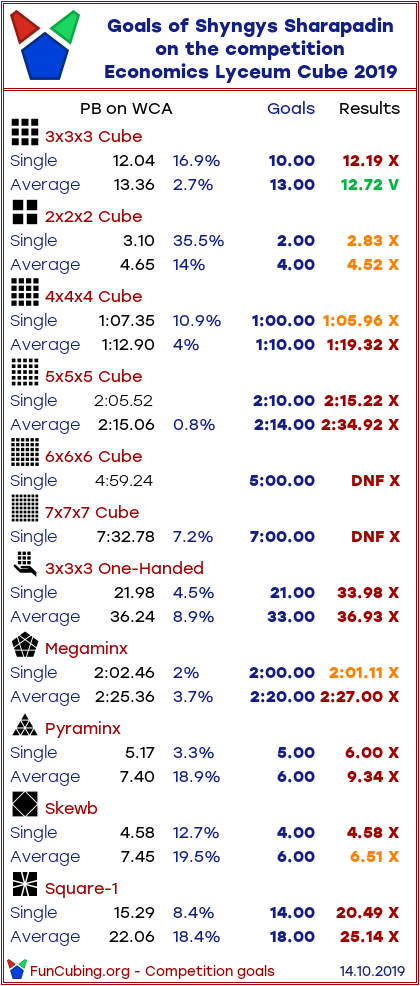 Goals of Shyngys Sharapadin
on the competition
Economics Lyceum Cube 2019
PB on WCA Goals Results
3x3x3 Cube
Single 12.04 16.9% 10.00 12.19 X
Average 13.36 2.7% 13.00 12.72 V
2x2x2 Cube
Single 3.10 35.5% 2.00 2.83 X
Average 4.65 14% 4.00 4.52 X
4x4x4 Cube
Single 1:07.35 10.9% 1:00.00 1:05.96 X
Average 1:12.90 4% 1:10.00 1:19.32 X
5x5x5 Cube
Single 2:05.52 2:10.00 2:15.22 X
Average 2:15.06 0.8% 2:14.00 2:34.92 X
6x6x6 Cube
Single 4:59.24 5:00.00 DNF X
7x7x7 Cube
Single 7:32.78 7.2% 7:00.00 DNF X
3x3x3 One-Handed
Single 21.98 4.5% 21.00 33.98 X
Average 36.24 8.9% 33.00 36.93 X
Megaminx
Single 2:02.46 2% 2:00.00 2:01.11 X
Average 2:25.36 3.7% 2:20.00 2:27.00 X
Pyraminx
Single 5.17 3.3% 5.00 6.00 X
Average 7.40 18.9% 6.00 9.34 X
Skewb
Single 4.58 12.7% 4.00 4.58 X
Average 7.45 19.5% 6.00 6.51 X
Square-1
Single 15.29 8.4% 14.00 20.49 X
Average 22.06 18.4% 18.00 25.14 X
FunCubing.org - Competition goals 14.10.2019